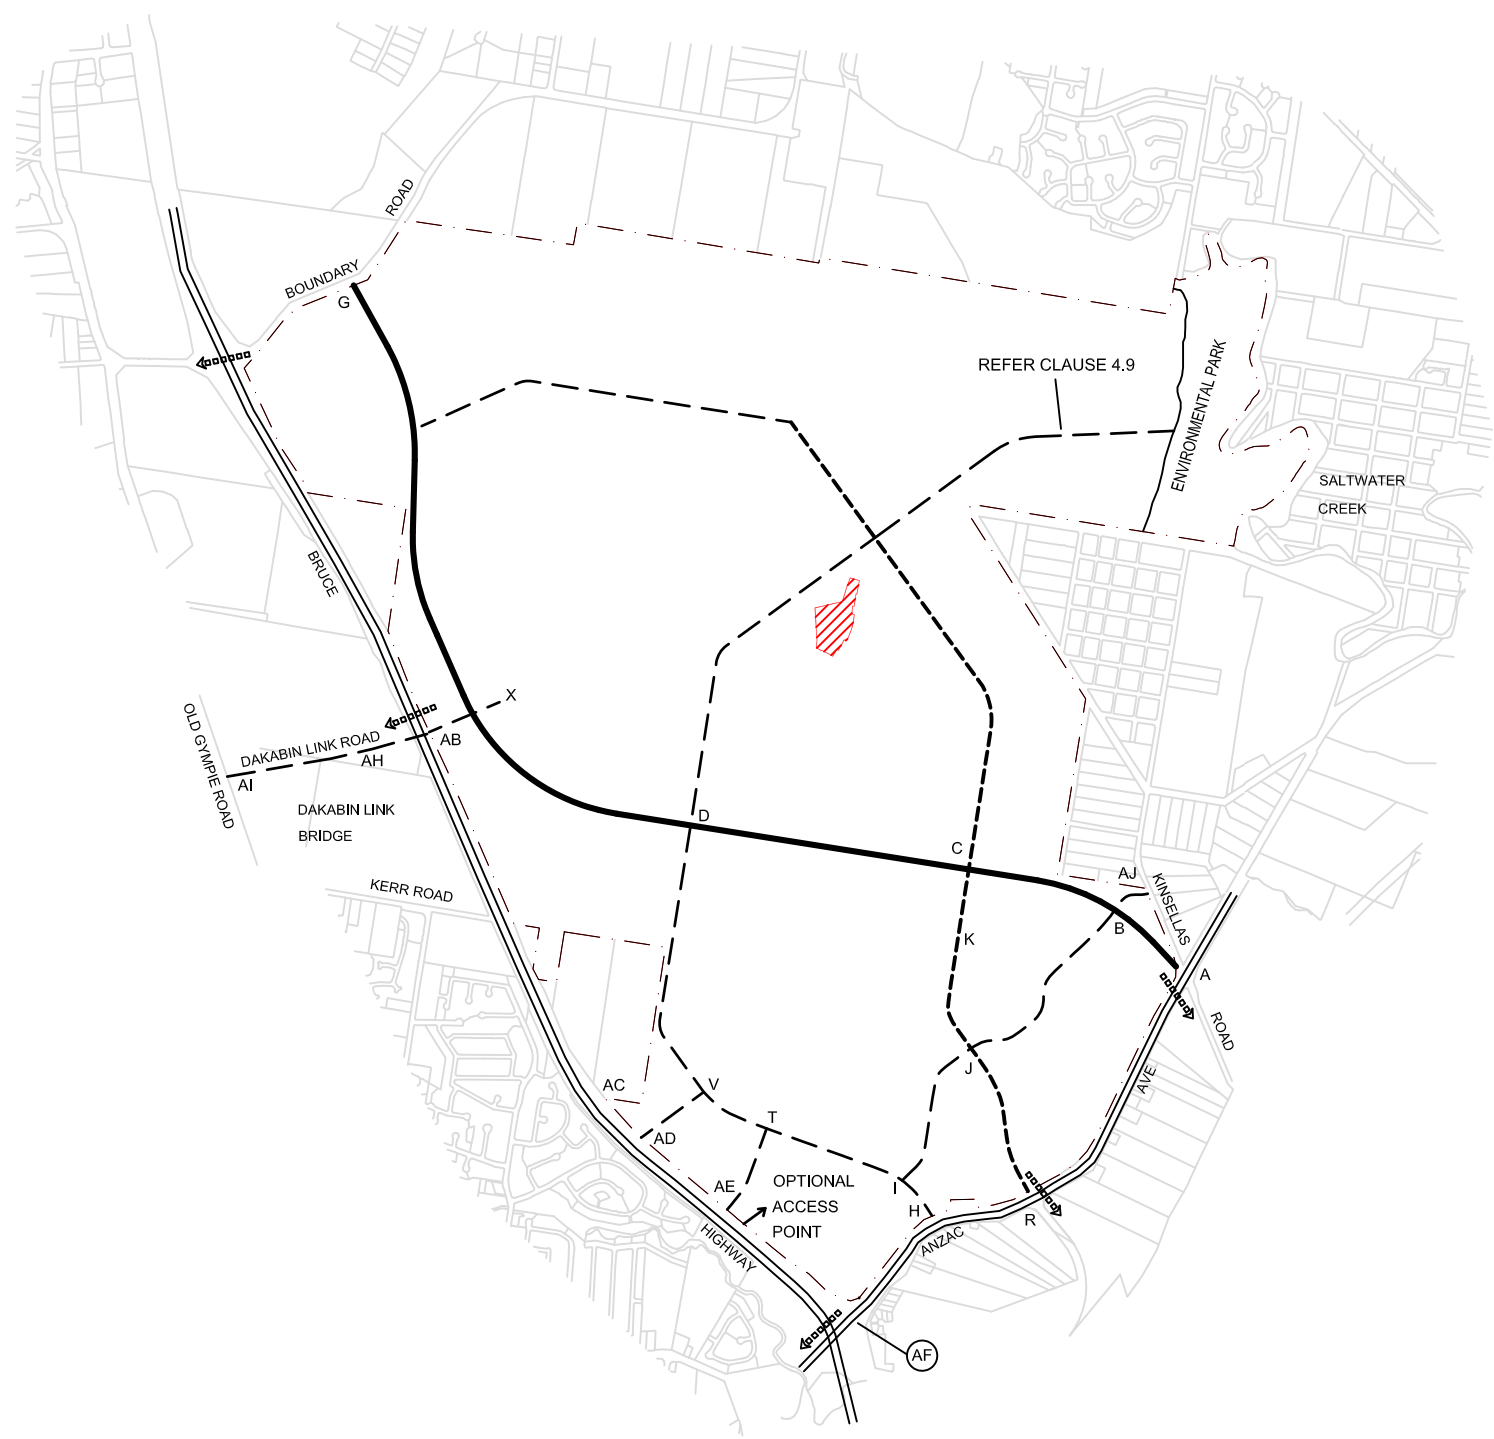 ROAD
BOUNDARY
G
REFER CLAUSE 4.9
ENVIRONMENTAL PARK
SALTWATER
CREEK
BRUCE
X
OLD GYMPIE ROAD
DAKABIN LINK ROAD
AB
AH
AI
DAKABIN LINK
BRIDGE
D
C
KERR ROAD
AJ
KINSELLAS
B
K
A
ROAD
J
AVE
AC
V
T
AD
AE
OPTIONAL
ACCESS
POINT
I
H
R
ANZAC
HIGHWAY
AF